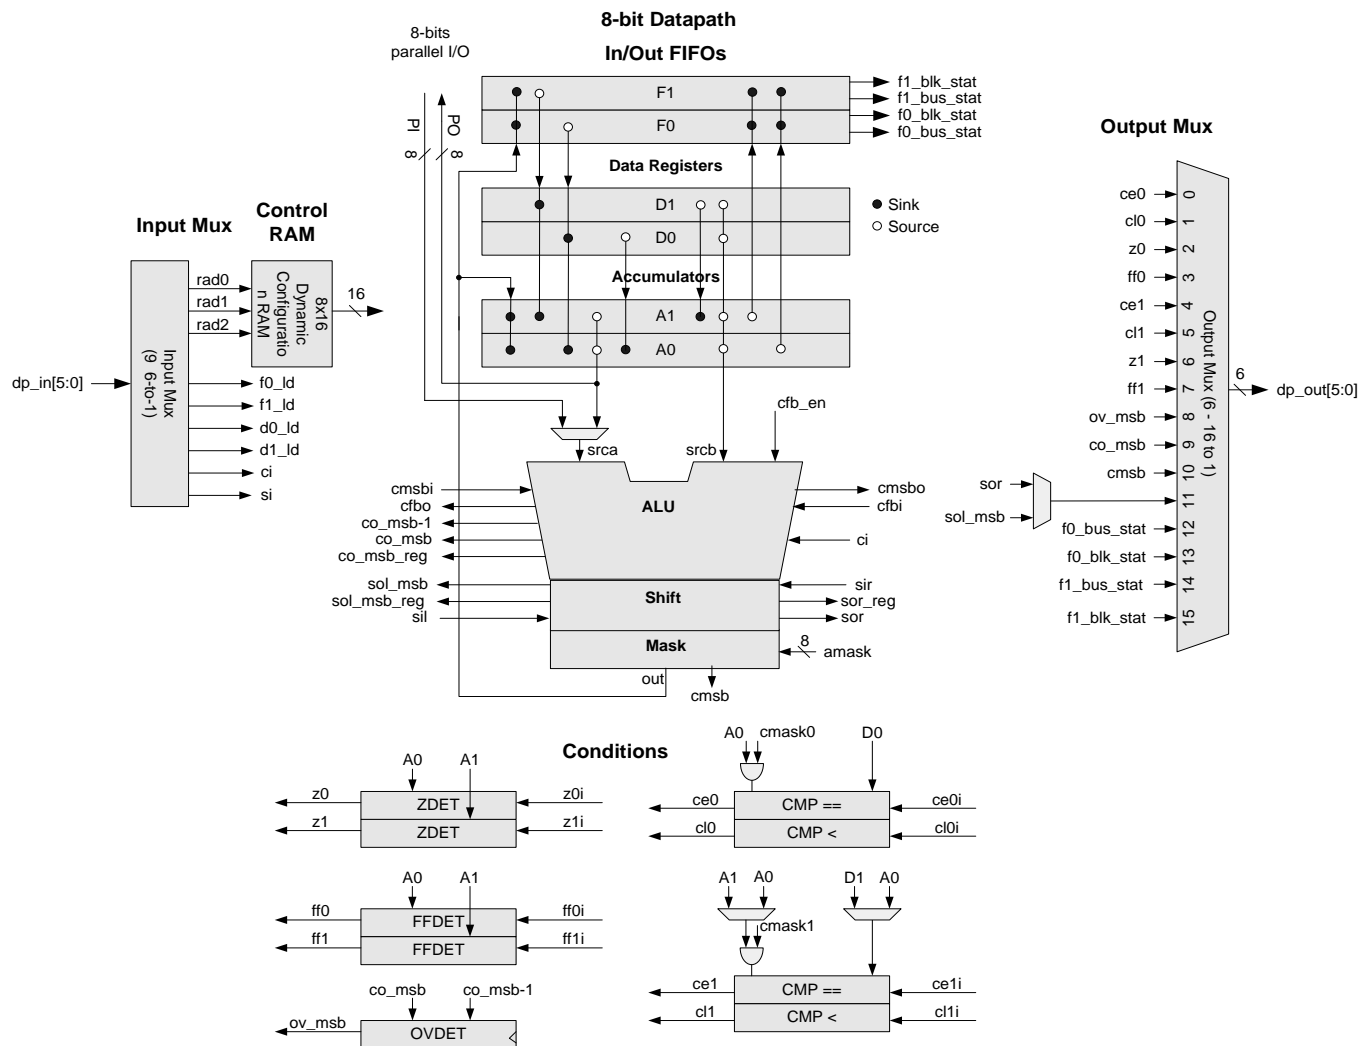 8-bit Datapath
8-bits
parallel I/O
In/Out FIFOs
F1
F0
f1_blk_stat
f1_bus_stat
f0_blk_stat
f0_bus_stat
PI
PO
8
8
Data Registers
D1
D0
Sink
Source
Accumulators
A1
A0
Input Mux
Control
RAM
rad0
rad1
rad2
8x16
Dynamic
Configuratio
n RAM
16
Input Mux
(9 6-to-1)
dp_in[5:0]
f0_ld
f1_ld
d0_ld
d1_ld
ci
si
cfb_en
srca
srcb
ALU
cmsbi
cfbo
co_msb-1
co_msb
co_msb_reg
cmsbo
cfbi
ci
sol_msb
sol_msb_reg
sil
Shift
sir
sor_reg
sor
Mask
8
amask
out
cmsb
Output Mux
ce0
0
cl0
1
z0
2
ff0
3
ce1
4
cl1
5
z1
6
ff1
7
ov_msb
8
co_msb
9
cmsb
10
sor
sol_msb
11
f0_bus_stat
12
f0_blk_stat
13
f1_bus_stat
14
f1_blk_stat
15
Output Mux (6 - 16 to 1)
6
dp_out[5:0]
Conditions
A0
A1
z0
ZDET
z0i
z1
ZDET
z1i
A0
A1
ff0
FFDET
ff0i
ff1
FFDET
ff1i
co_msb
co_msb-1
ov_msb
OVDET
A0
cmask0
D0
ce0
CMP ==
ce0i
cl0
CMP <
cl0i
A1
A0
D1
A0
cmask1
ce1
CMP ==
ce1i
cl1
CMP <
cl1i